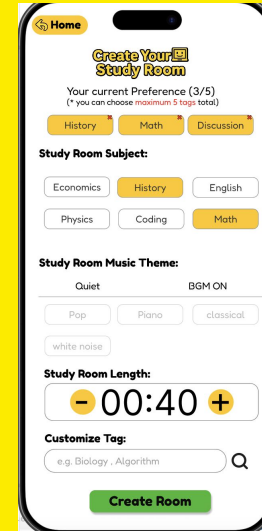 Home
Create Your
Study Room
Your current Preference (3/5)
(* you can choose maximum 5 tags total)
History Math Discussion
Study Room Subject:
Economics History English
Physics Coding Math
Study Room Music Theme:
Quiet BGM ON
Pop Piano classical
white noise
Study Room Length:
- 00:40 +
Customize Tag:
e.g. Biology , Algorithm
Create Room